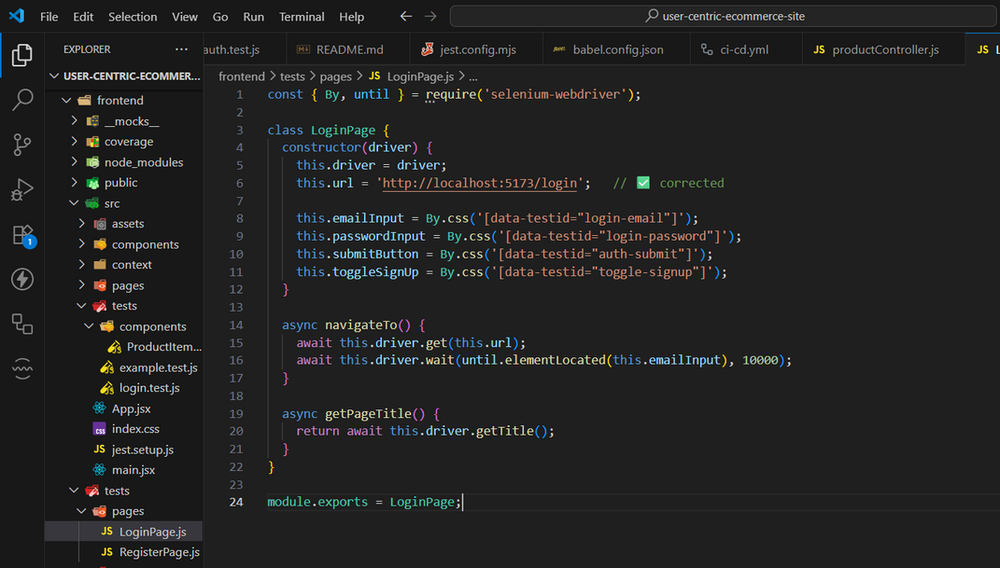 File Edit Selection View Go Run Terminal Help
user-centric-ecommerce-site
EXPLORER
auth.test.js README.md jest.config.mjs babel.config.json ci-cd.yml JS productController.js JS
USER-CENTRIC-ECOMMER...
frontend
__mocks__
coverage
node_modules
public
src
assets
components
context
pages
tests
components
ProductItem...
example.test.js
login.test.js
App.jsx
css index.css
JS jest.setup.js
main.jsx
tests
pages
JS LoginPage.js
JS RegisterPage.js
1
frontend > tests > pages > JS LoginPage.js > ...
1 const { By, until } = require('selenium-webdriver');
2
3 class LoginPage {
4 constructor(driver) {
5 this.driver = driver;
6 this.url = 'http://localhost:5173/login'; // ✅ corrected
7
8 this.emailInput = By.css('[data-testid="login-email"]');
9 this.passwordInput = By.css('[data-testid="login-password"]');
10 this.submitButton = By.css('[data-testid="auth-submit"]');
11 this.toggleSignUp = By.css('[data-testid="toggle-signup"]');
12 }
13
14 async navigateTo() {
15 await this.driver.get(this.url);
16 await this.driver.wait(until.elementLocated(this.emailInput), 10000);
17 }
18
19 async getPageTitle() {
20 return await this.driver.getTitle();
21 }
22 }
23
24 module.exports = LoginPage;